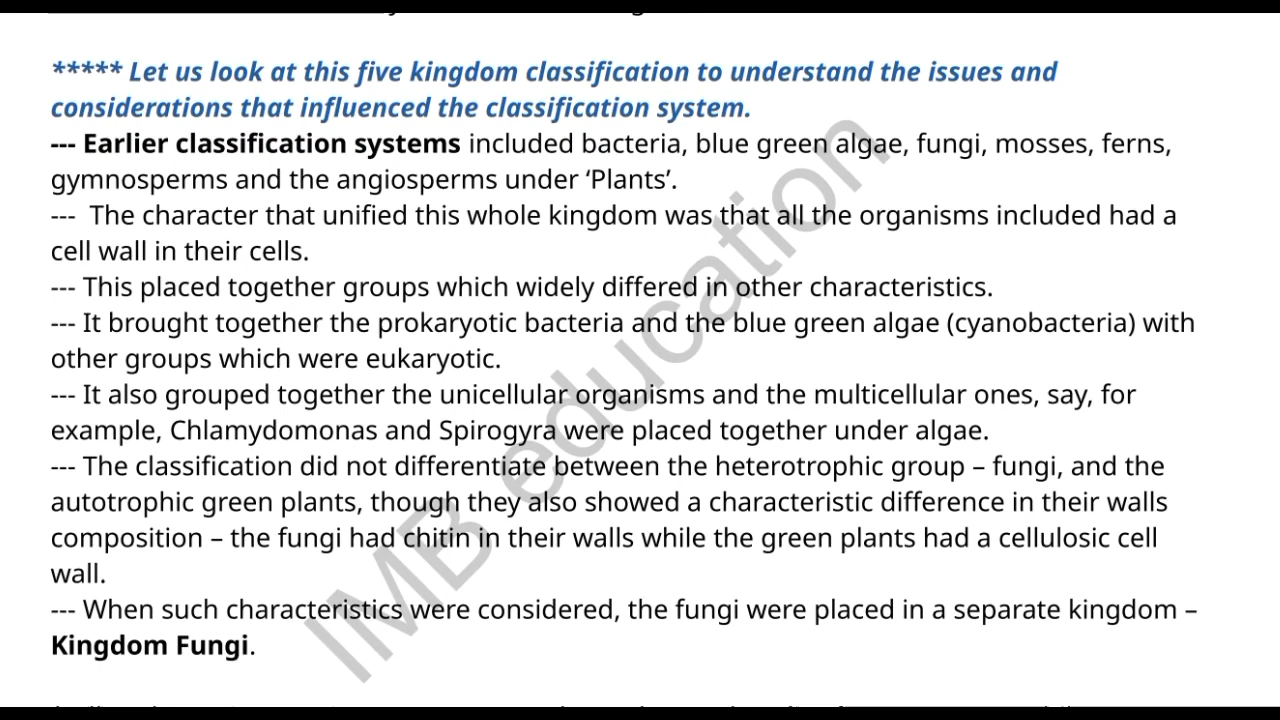 ***** Let us look at this five kingdom classification to understand the issues and
considerations that influenced the classification system.
--- Earlier classification systems included bacteria, blue green algae, fungi, mosses, ferns,
gymnosperms and the angiosperms under ‘Plants’.
---  The character that unified this whole kingdom was that all the organisms included had a
cell wall in their cells.
--- This placed together groups which widely differed in other characteristics.
--- It brought together the prokaryotic bacteria and the blue green algae (cyanobacteria) with
other groups which were eukaryotic.
--- It also grouped together the unicellular organisms and the multicellular ones, say, for
example, Chlamydomonas and Spirogyra were placed together under algae.
--- The classification did not differentiate between the heterotrophic group – fungi, and the
autotrophic green plants, though they also showed a characteristic difference in their walls
composition – the fungi had chitin in their walls while the green plants had a cellulosic cell
wall.
--- When such characteristics were considered, the fungi were placed in a separate kingdom –
Kingdom Fungi.
IMB education